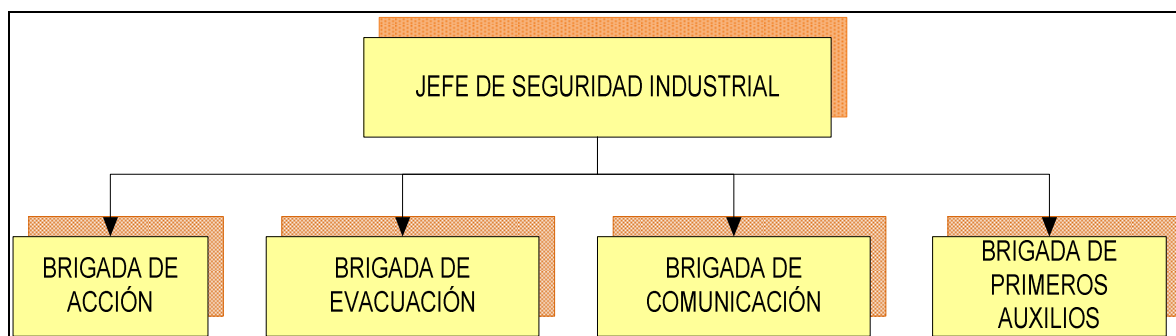 JEFE DE SEGURIDAD INDUSTRIAL
BRIGADA DE
ACCIÓN
BRIGADA DE
EVACUACIÓN
BRIGADA DE
COMUNICACIÓN
BRIGADA DE
PRIMEROS
AUXILIOS